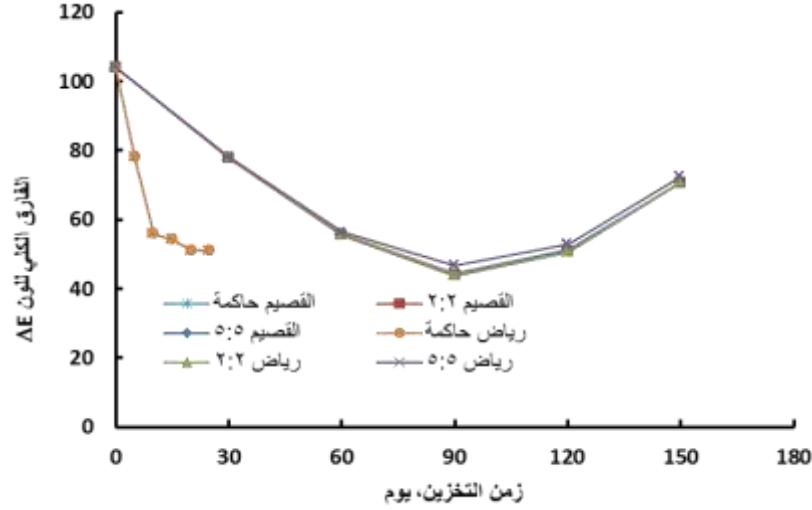 120
100
80
60
40
20
0
الفارق الكلي للون ΔE
القصيم حاكمة
القصيم ٢:٢
القصيم ٥:٥
رياض حاكمة
رياض ٢:٢
رياض ٥:٥
0 30 60 90 120 150 180
زمن التخزين، يوم